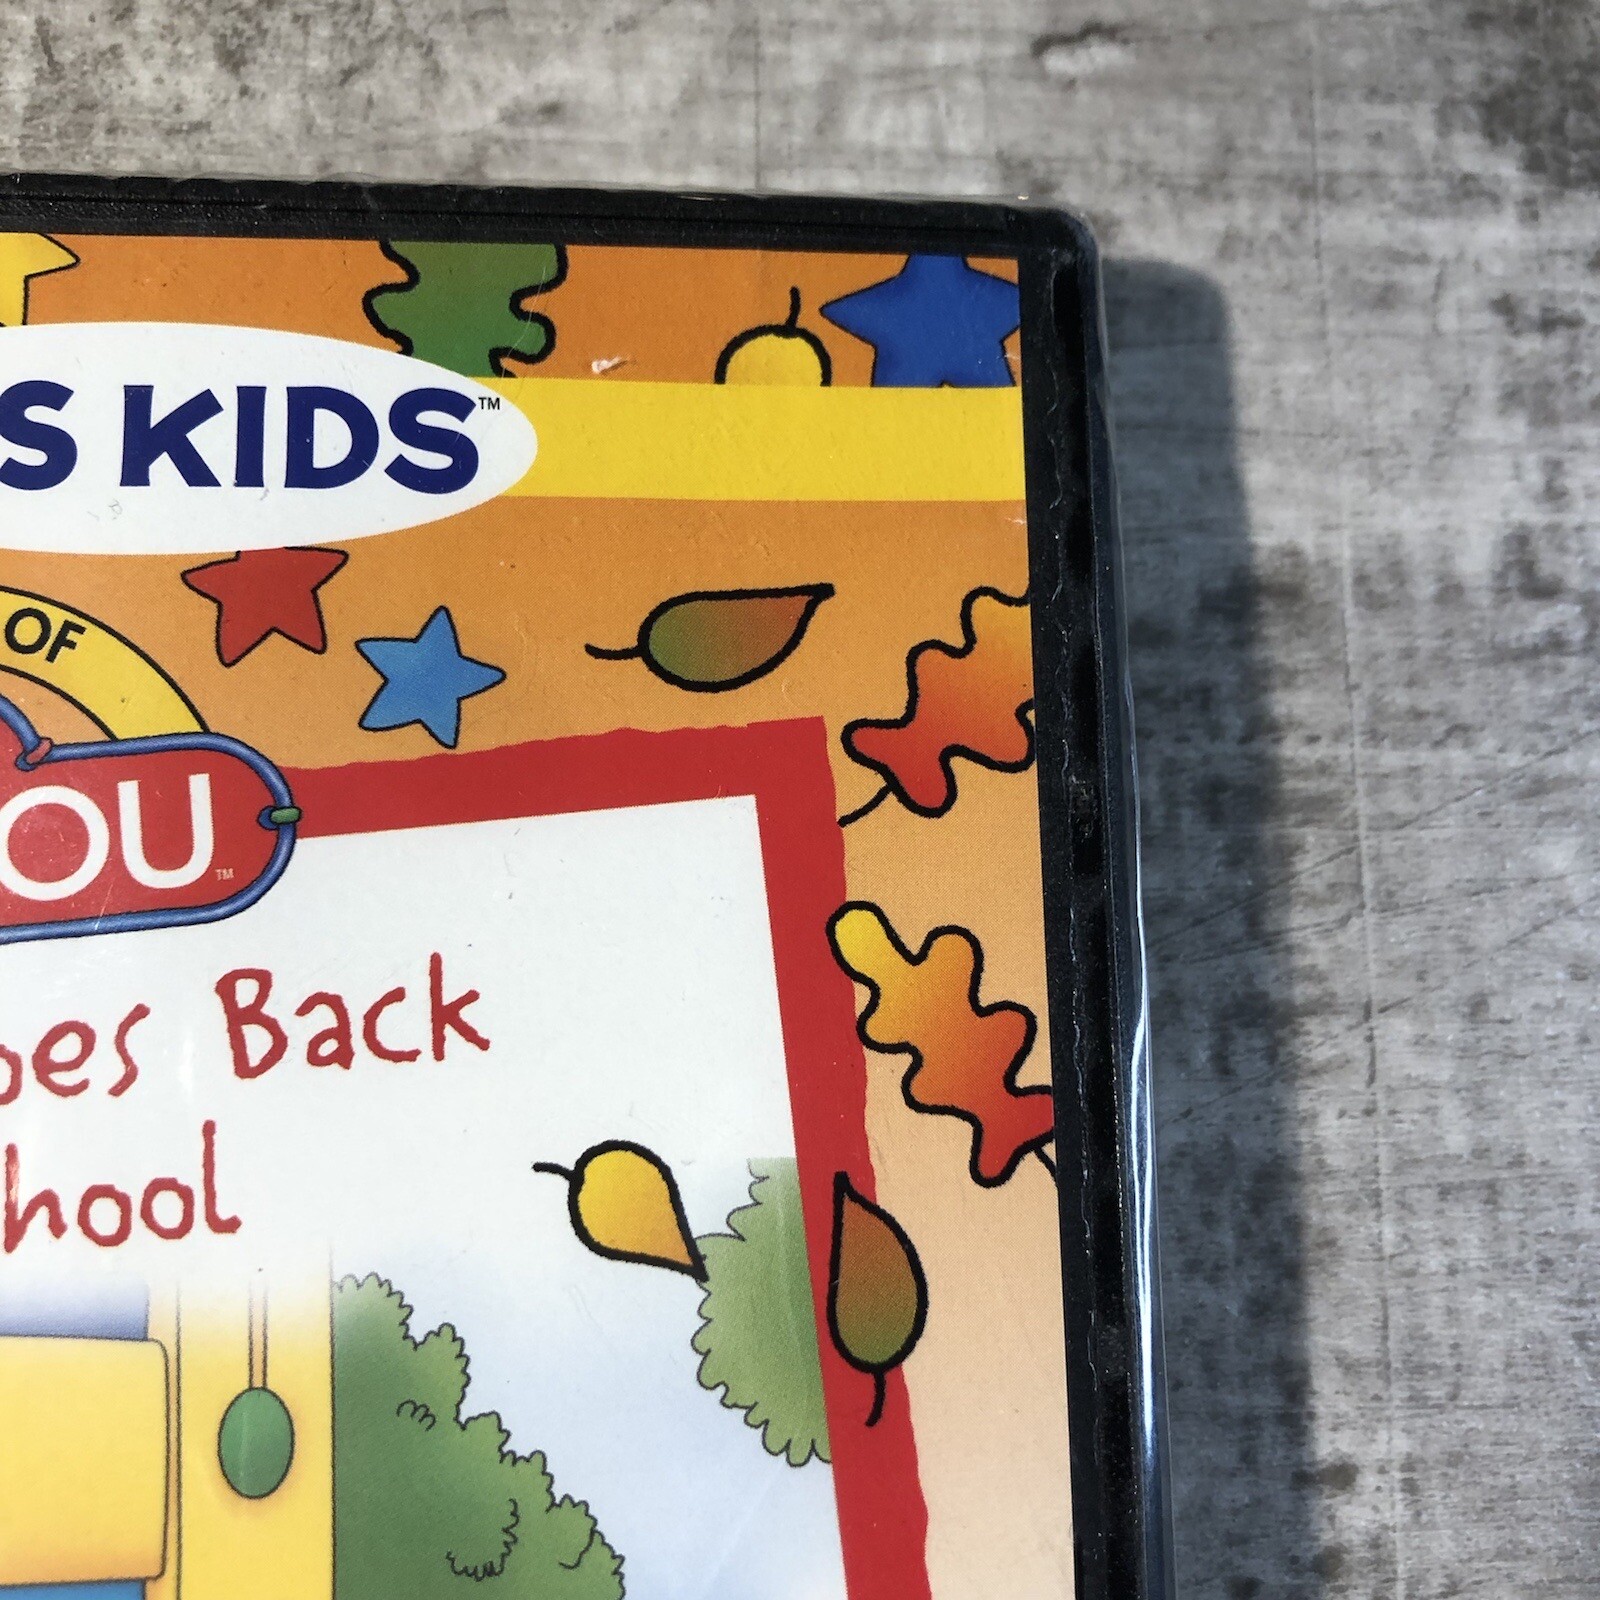 S KIDS™
OF
OU™
oes Back
hool